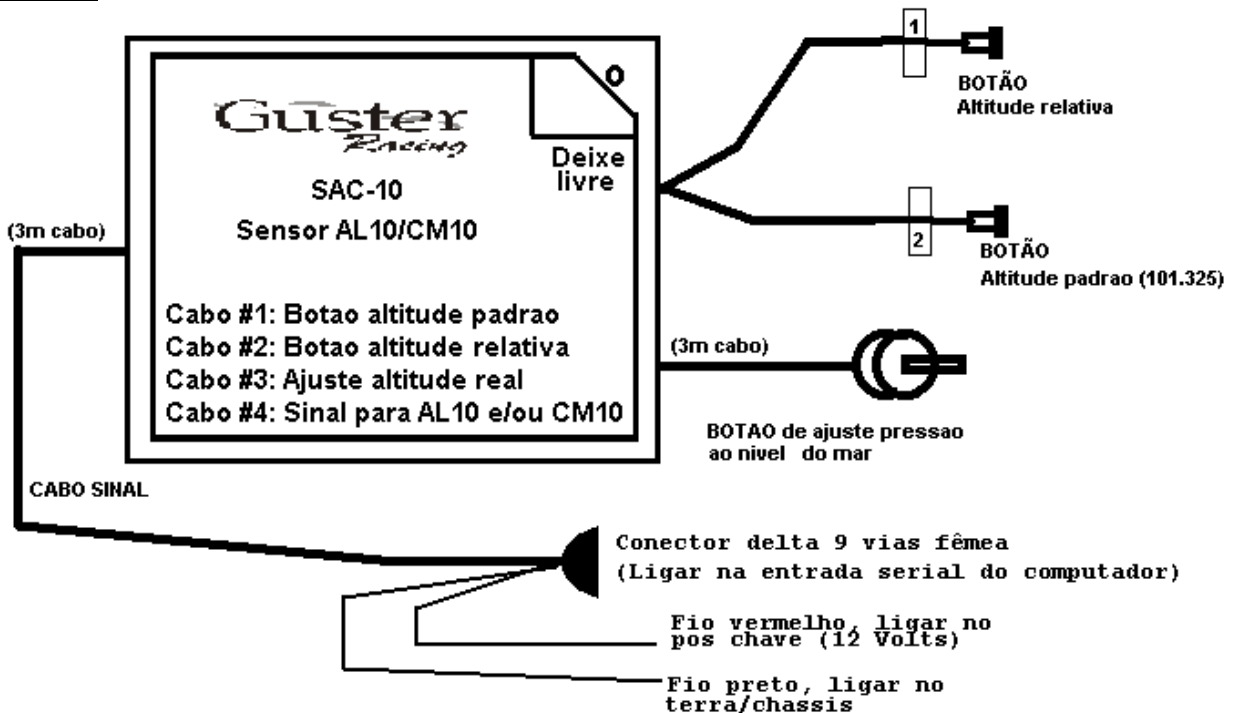 Guster
Racing
O
Deixe
livre
SAC-10
Sensor AL10/CM10
Cabo #1: Botao altitude padrao
Cabo #2: Botao altitude relativa
Cabo #3: Ajuste altitude real
Cabo #4: Sinal para AL10 e/ou CM10
1
BOTÃO
Altitude relativa
2
BOTÃO
Altitude padrao (101.325)
(3m cabo)
BOTAO de ajuste pressao
ao nivel do mar
(3m cabo)
CABO SINAL
Conector delta 9 vias fêmea
(Ligar na entrada serial do computador)
Fio vermelho, ligar no
pos chave (12 Volts)
Fio preto, ligar no
terra/chassis